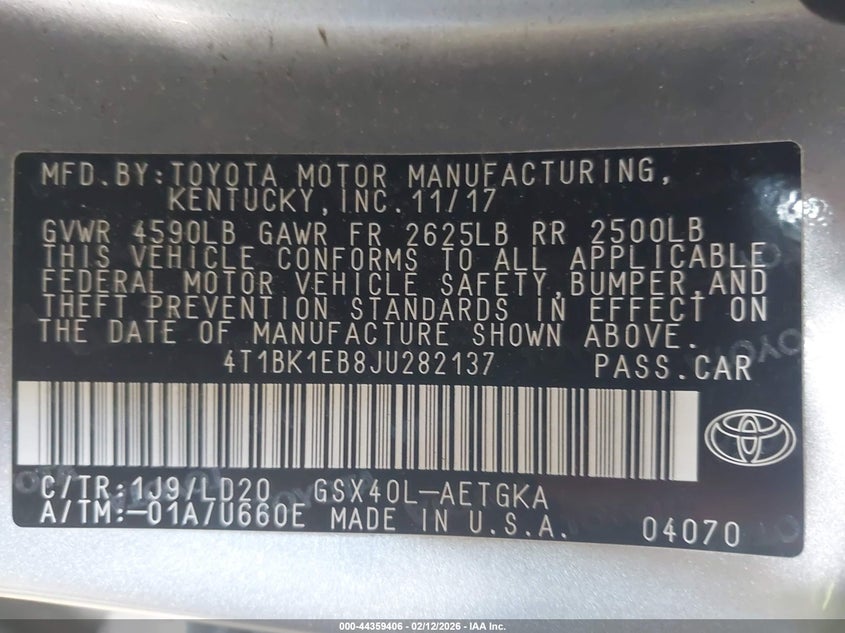 MFD.BY:TOYOTA MOTOR MANUFACTURING,
KENTUCKY,INC.11/17
GVWR 4590LB GAWR FR 2625LB RR 2500LB
THIS VEHICLE CONFORMS TO ALL APPLICABLE
FEDERAL MOTOR VEHICLE SAFETY,BUMPER,AND
THEFT PREVENTION STANDARDS IN EFFECT ON
THE DATE OF MANUFACTURE SHOWN ABOVE.
4T1BK1EB8JU282137 PASS.CAR
C/TR:1J9/LD20 GSX40L-AETGKA
A/TM:-01A7U660E MADE IN U.S.A. 04070
000-44359406 - 02/12/2026 - IAA Inc.